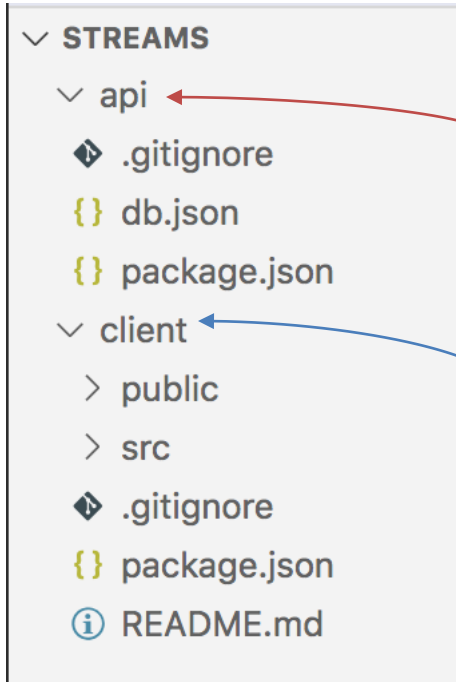 STREAMS
api
.gitignore
db.json
package.json
client
public
src
.gitignore
package.json
README.md